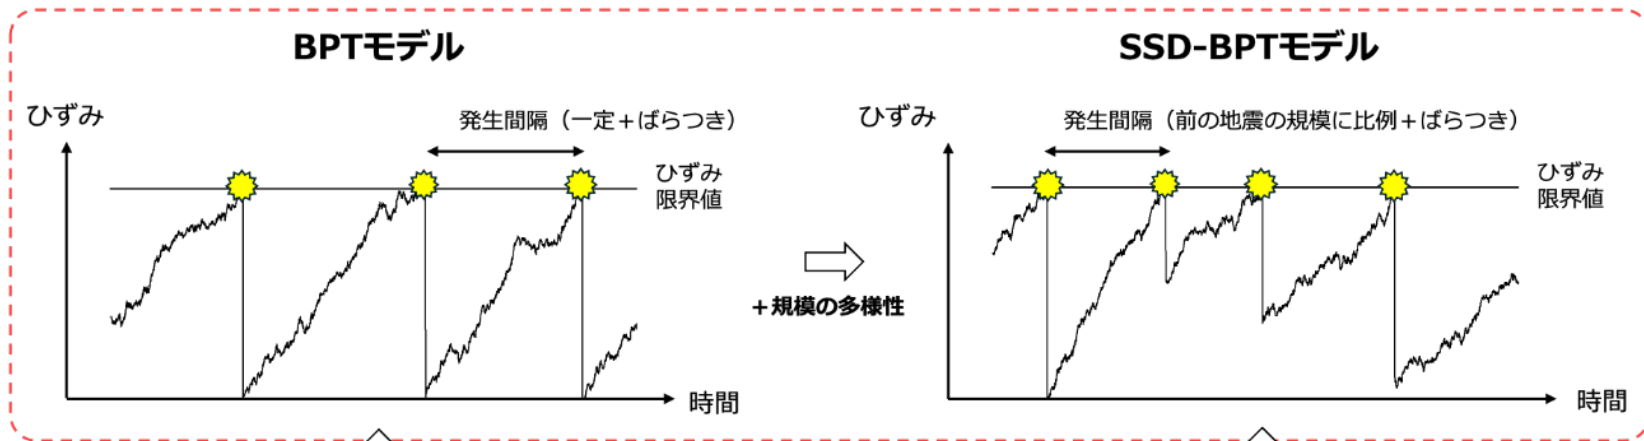 BPTモデル
ひずみ
発生間隔（一定＋ばらつき）
ひずみ
限界値
時間
＋規模の多様性
SSD-BPTモデル
ひずみ
発生間隔（前の地震の規模に比例＋ばらつき）
ひずみ
限界値
時間